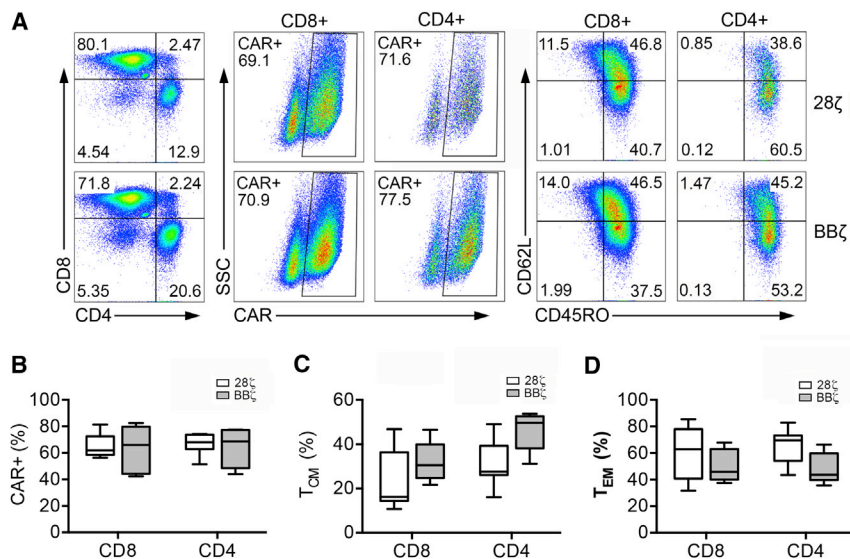 A
CD8+ CD4+ CD8+ CD4+
80.1 2.47
4.54 12.9
CAR+
69.1
CAR+
71.6
11.5 46.8
1.01 40.7
0.85 38.6
0.12 60.5
28ζ
71.8 2.24
5.35 20.6
CAR+
70.9
CAR+
77.5
14.0 46.5
1.99 37.5
1.47 45.2
0.13 53.2
BBζ
CD8
CD4
SSC
CAR
CD62L
CD45RO
B
28ζ
BBζ
CAR+ (%)
100
80
60
40
20
0
CD8 CD4
C
28ζ
BBζ
TCM (%)
60
40
20
0
CD8 CD4
D
28ζ
BBζ
TEM (%)
100
80
60
40
20
0
CD8 CD4